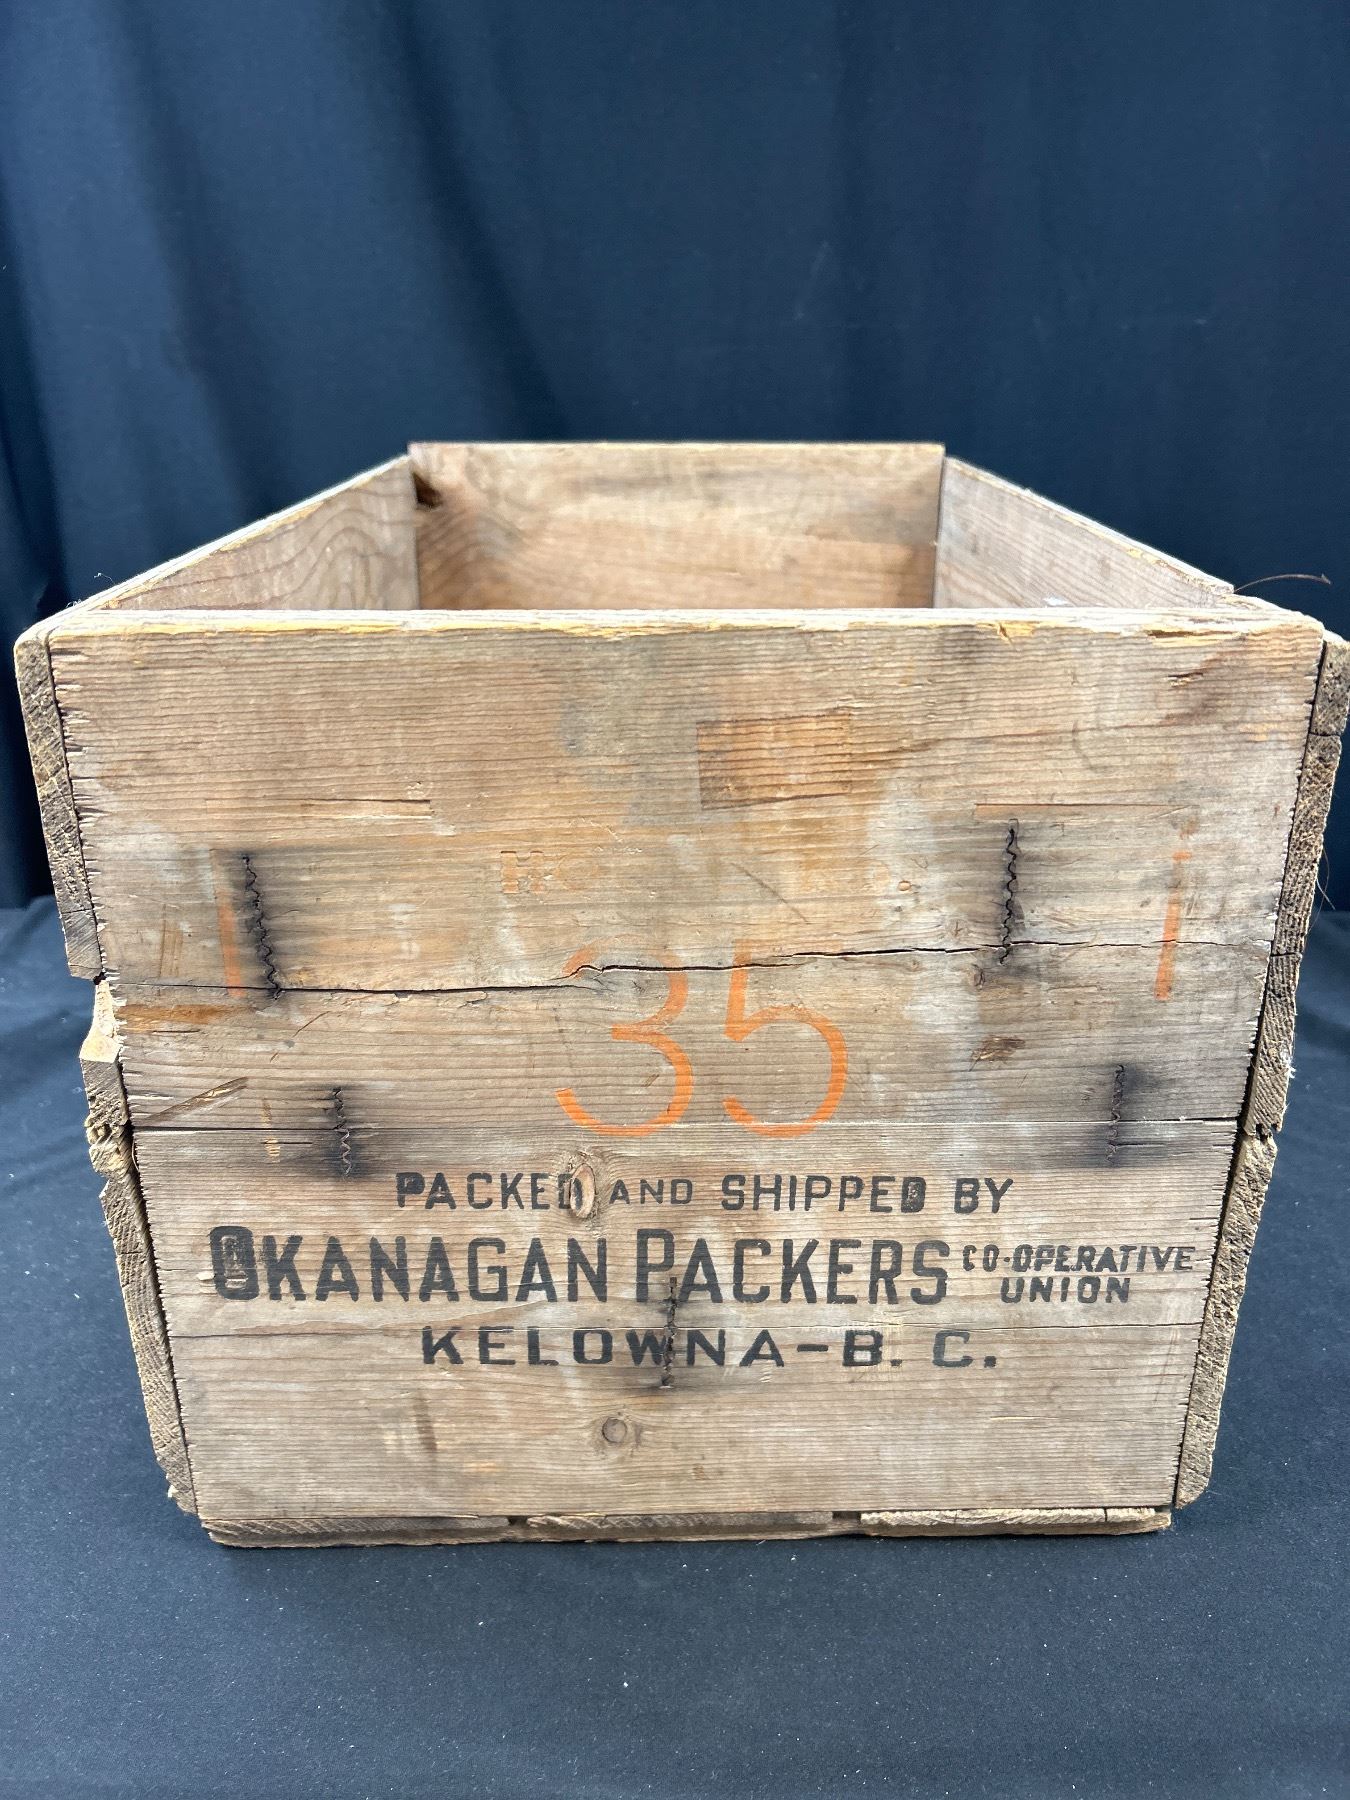 35
PACKED AND SHIPPED BY
OKANAGAN PACKERS CO-OPERATIVE UNION
KELOWNA-B. C.